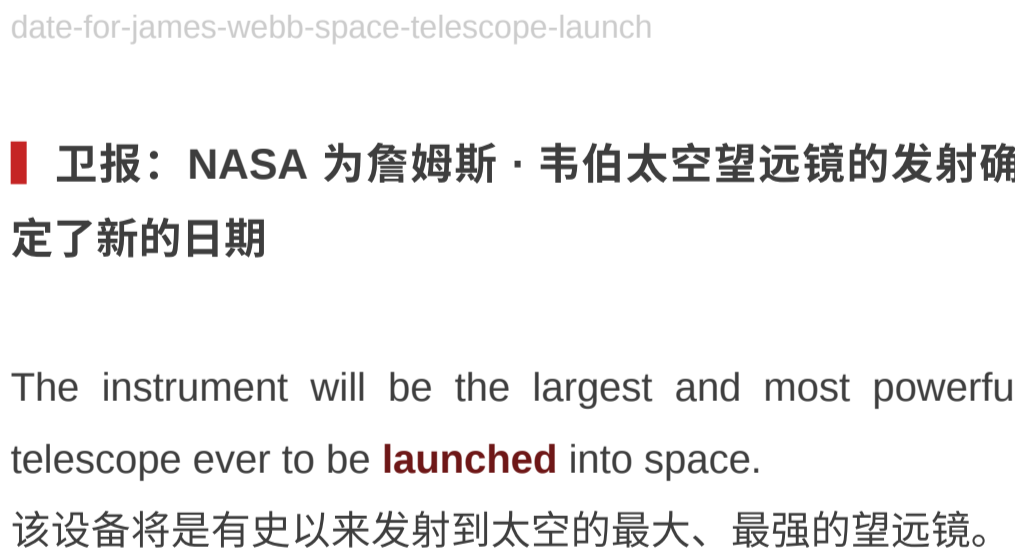 date-for-james-webb-space-telescope-launch
卫报：NASA 为詹姆斯 · 韦伯太空望远镜的发射确
定了新的日期
The instrument will be the largest and most powerfu
telescope ever to be launched into space.
该设备将是有史以来发射到太空的最大、最强的望远镜。